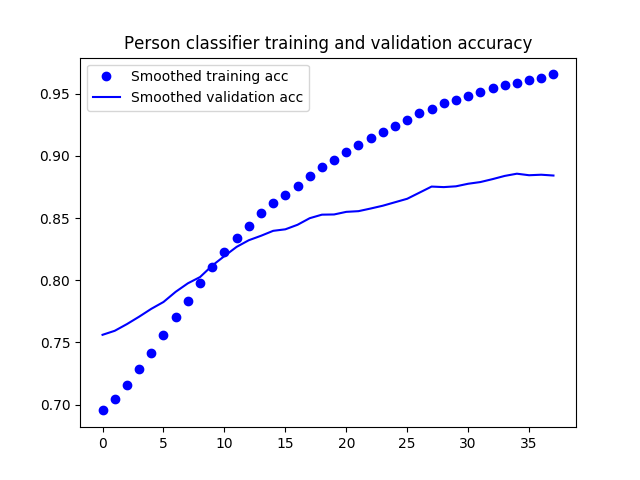 Person classifier training and validation accuracy
Smoothed training acc
Smoothed validation acc
0.95
0.90
0.85
0.80
0.75
0.70
0 5 10 15 20 25 30 35